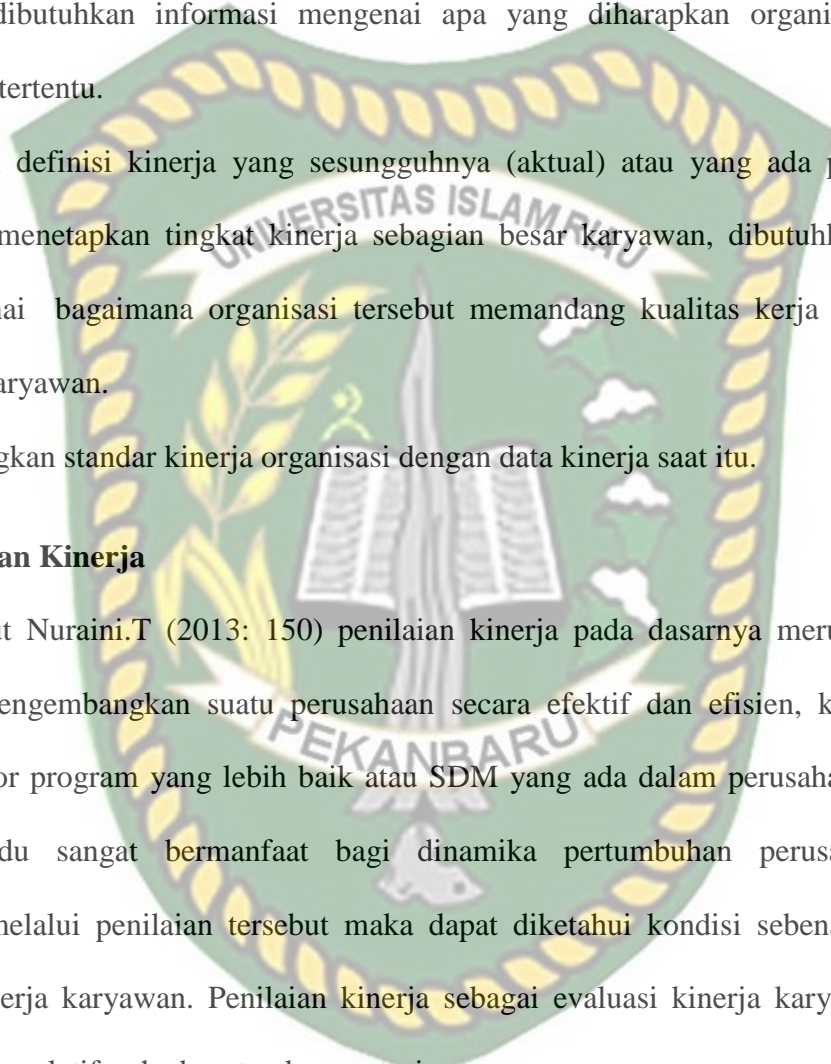 dibutuhkan informasi mengenai apa yang diharapkan organi
tertentu.
definisi kinerja yang sesungguhnya (aktual) atau yang ada p
UNIVERSITAS ISLAM RIAU
menetapkan tingkat kinerja sebagian besar karyawan, dibutuh
ai bagaimana organisasi tersebut memandang kualitas kerja
aryawan.
gkan standar kinerja organisasi dengan data kinerja saat itu.
an Kinerja
ut Nuraini.T (2013: 150) penilaian kinerja pada dasarnya meru
engembangkan suatu perusahaan secara efektif dan efisien, k
PEKANBARU
or program yang lebih baik atau SDM yang ada dalam perusaha
du sangat bermanfaat bagi dinamika pertumbuhan perusa
melalui penilaian tersebut maka dapat diketahui kondisi seben
erja karyawan. Penilaian kinerja sebagai evaluasi kinerja kary